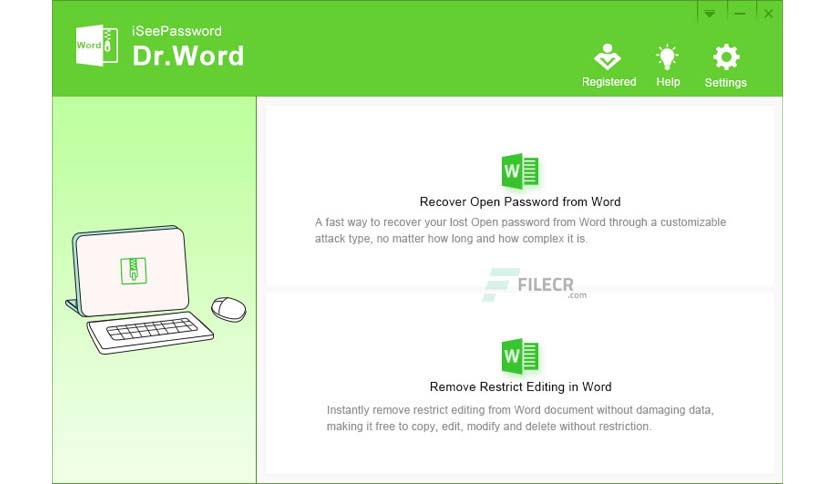 iSeePassword
Dr.Word
Word
Registered
Help
Settings
W
Recover Open Password from Word
A fast way to recover your lost Open password from Word through a customizable
attack type, no matter how long and how complex it is.
FILECR
.com
W
Remove Restrict Editing in Word
Instantly remove restrict editing from Word document without damaging data,
making it free to copy, edit, modify and delete without restriction.